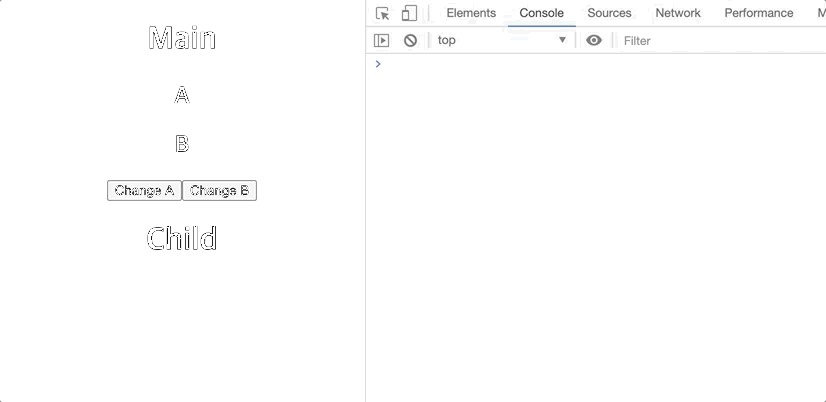 Main
A
B
Change A Change B
Child
Elements Console Sources Network Performance M
top Filter